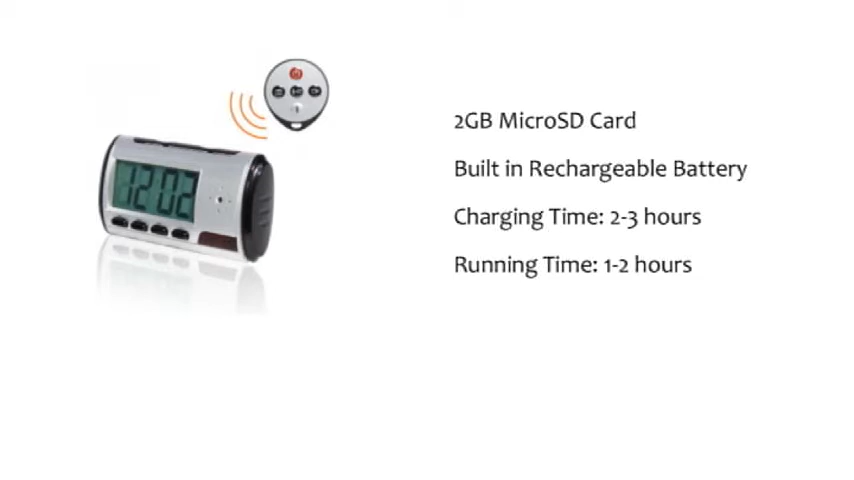 12:02
2GB MicroSD Card
Built in Rechargeable Battery
Charging Time: 2-3 hours
Running Time: 1-2 hours